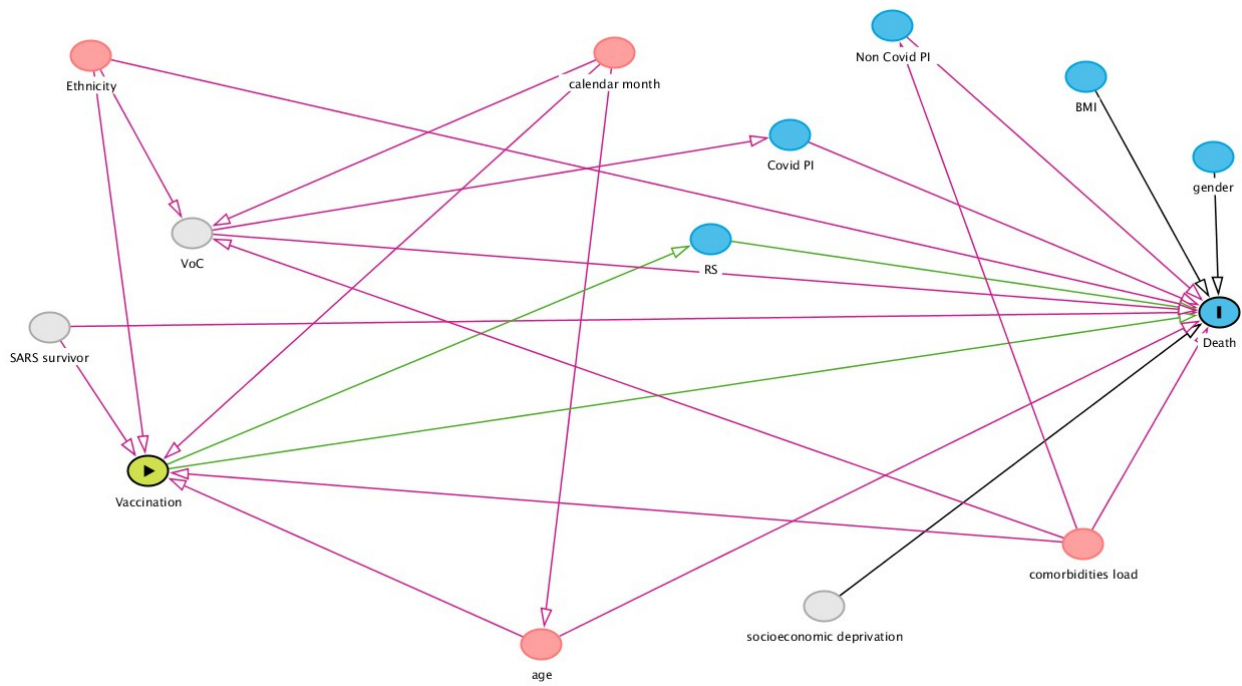 Non Covid PI
Ethnicity
calendar month
BMI
Covid PI
gender
VoC
RS
Death
SARS survivor
Vaccination
comorbidities load
socioeconomic deprivation
age